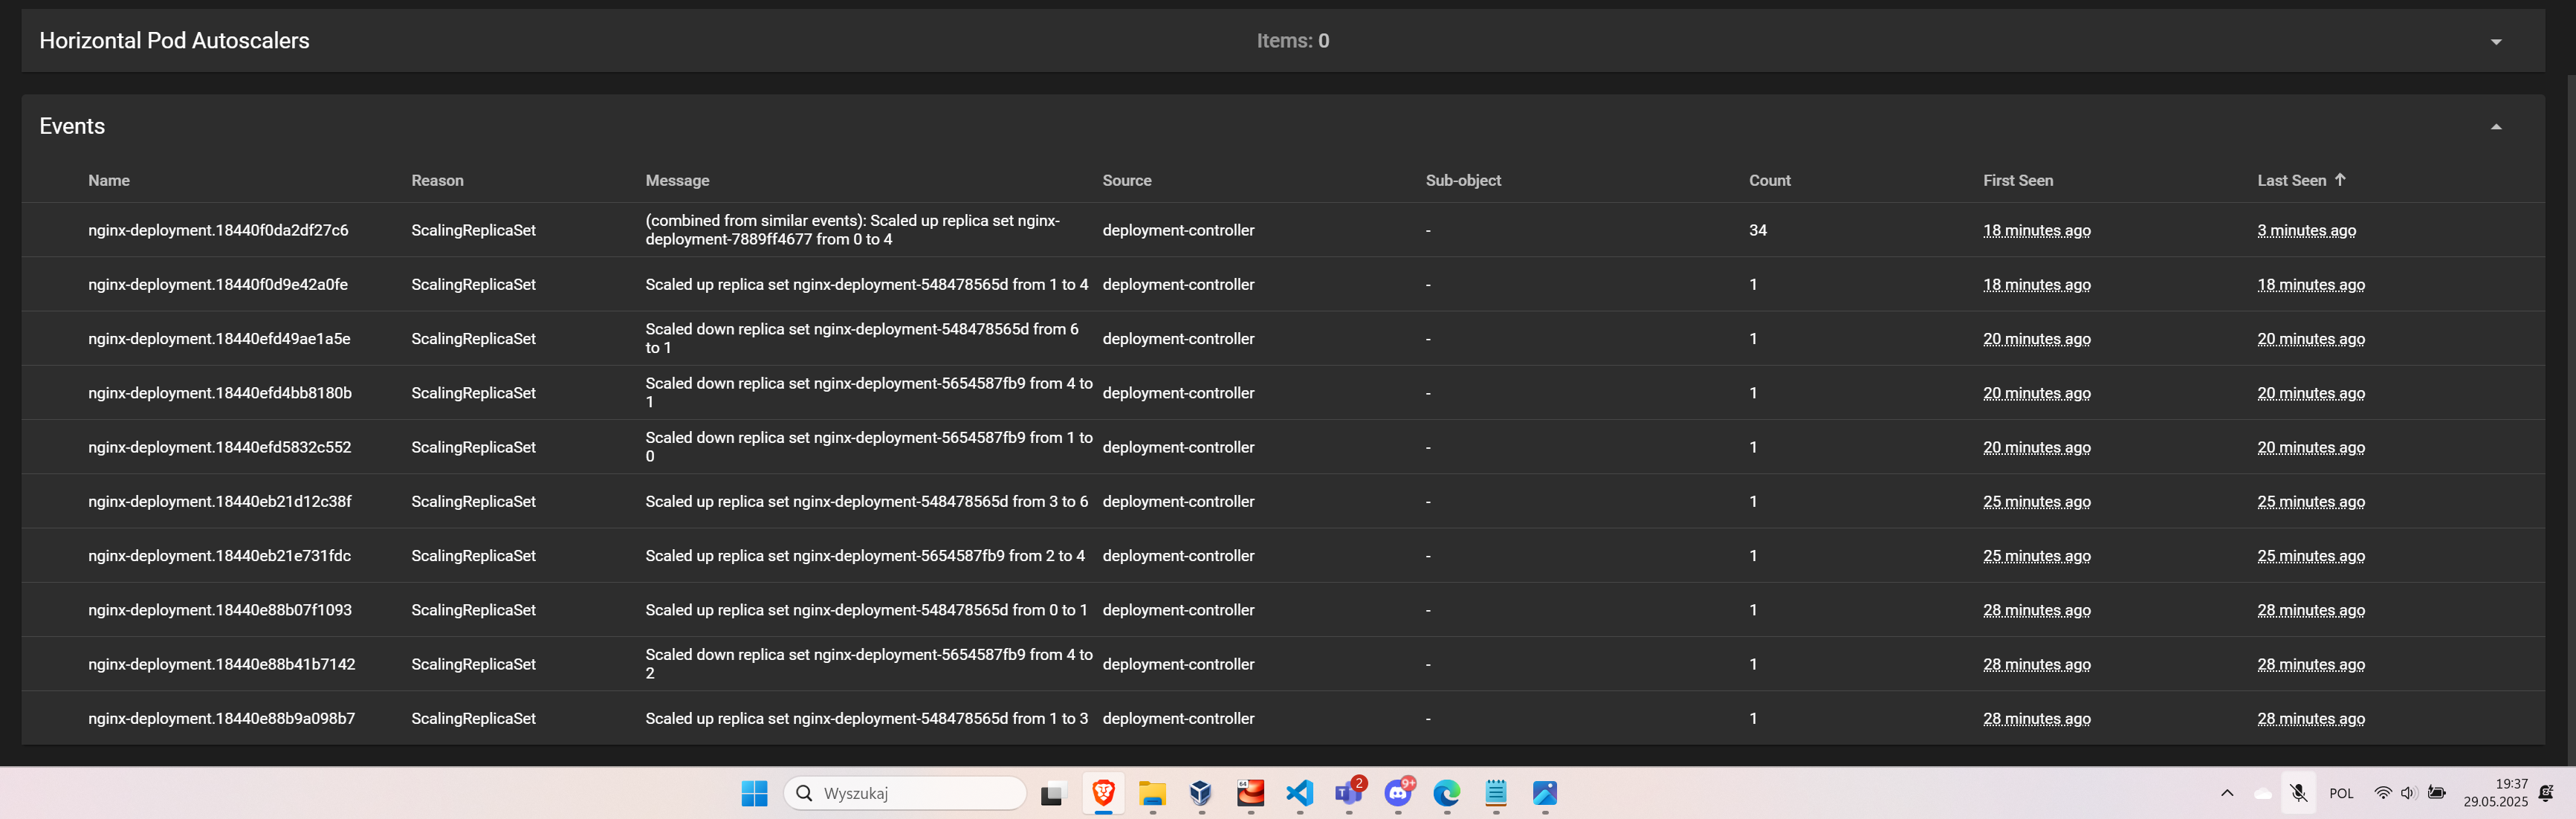 Horizontal Pod Autoscalers Items: 0
Events
Name Reason Message Source Sub-object Count First Seen Last Seen
nginx-deployment.18440f0da2df27c6 ScalingReplicaSet (combined from similar events): Scaled up replica set nginx-
deployment-7889ff4677 from 0 to 4 deployment-controller - 34 18 minutes ago 3 minutes ago
nginx-deployment.18440f0d9e42a0fe ScalingReplicaSet Scaled up replica set nginx-deployment-548478565d from 1 to 4 deployment-controller - 1 18 minutes ago 18 minutes ago
nginx-deployment.18440efd49ae1a5e ScalingReplicaSet Scaled down replica set nginx-deployment-548478565d from 6
to 1 deployment-controller - 1 20 minutes ago 20 minutes ago
nginx-deployment.18440efd4bb8180b ScalingReplicaSet Scaled down replica set nginx-deployment-5654587fb9 from 4 to
1 deployment-controller - 1 20 minutes ago 20 minutes ago
nginx-deployment.18440efd5832c552 ScalingReplicaSet Scaled down replica set nginx-deployment-5654587fb9 from 1 to
0 deployment-controller - 1 20 minutes ago 20 minutes ago
nginx-deployment.18440eb21d12c38f ScalingReplicaSet Scaled up replica set nginx-deployment-548478565d from 3 to 6 deployment-controller - 1 25 minutes ago 25 minutes ago
nginx-deployment.18440eb21e731fdc ScalingReplicaSet Scaled up replica set nginx-deployment-5654587fb9 from 2 to 4 deployment-controller - 1 25 minutes ago 25 minutes ago
nginx-deployment.18440e88b07f1093 ScalingReplicaSet Scaled up replica set nginx-deployment-548478565d from 0 to 1 deployment-controller - 1 28 minutes ago 28 minutes ago
nginx-deployment.18440e88b41b7142 ScalingReplicaSet Scaled down replica set nginx-deployment-5654587fb9 from 4 to
2 deployment-controller - 1 28 minutes ago 28 minutes ago
nginx-deployment.18440e88b9a098b7 ScalingReplicaSet Scaled up replica set nginx-deployment-548478565d from 1 to 3 deployment-controller - 1 28 minutes ago 28 minutes ago
Wyszukaj 64 2 9+ POL 19:37
29.05.2025